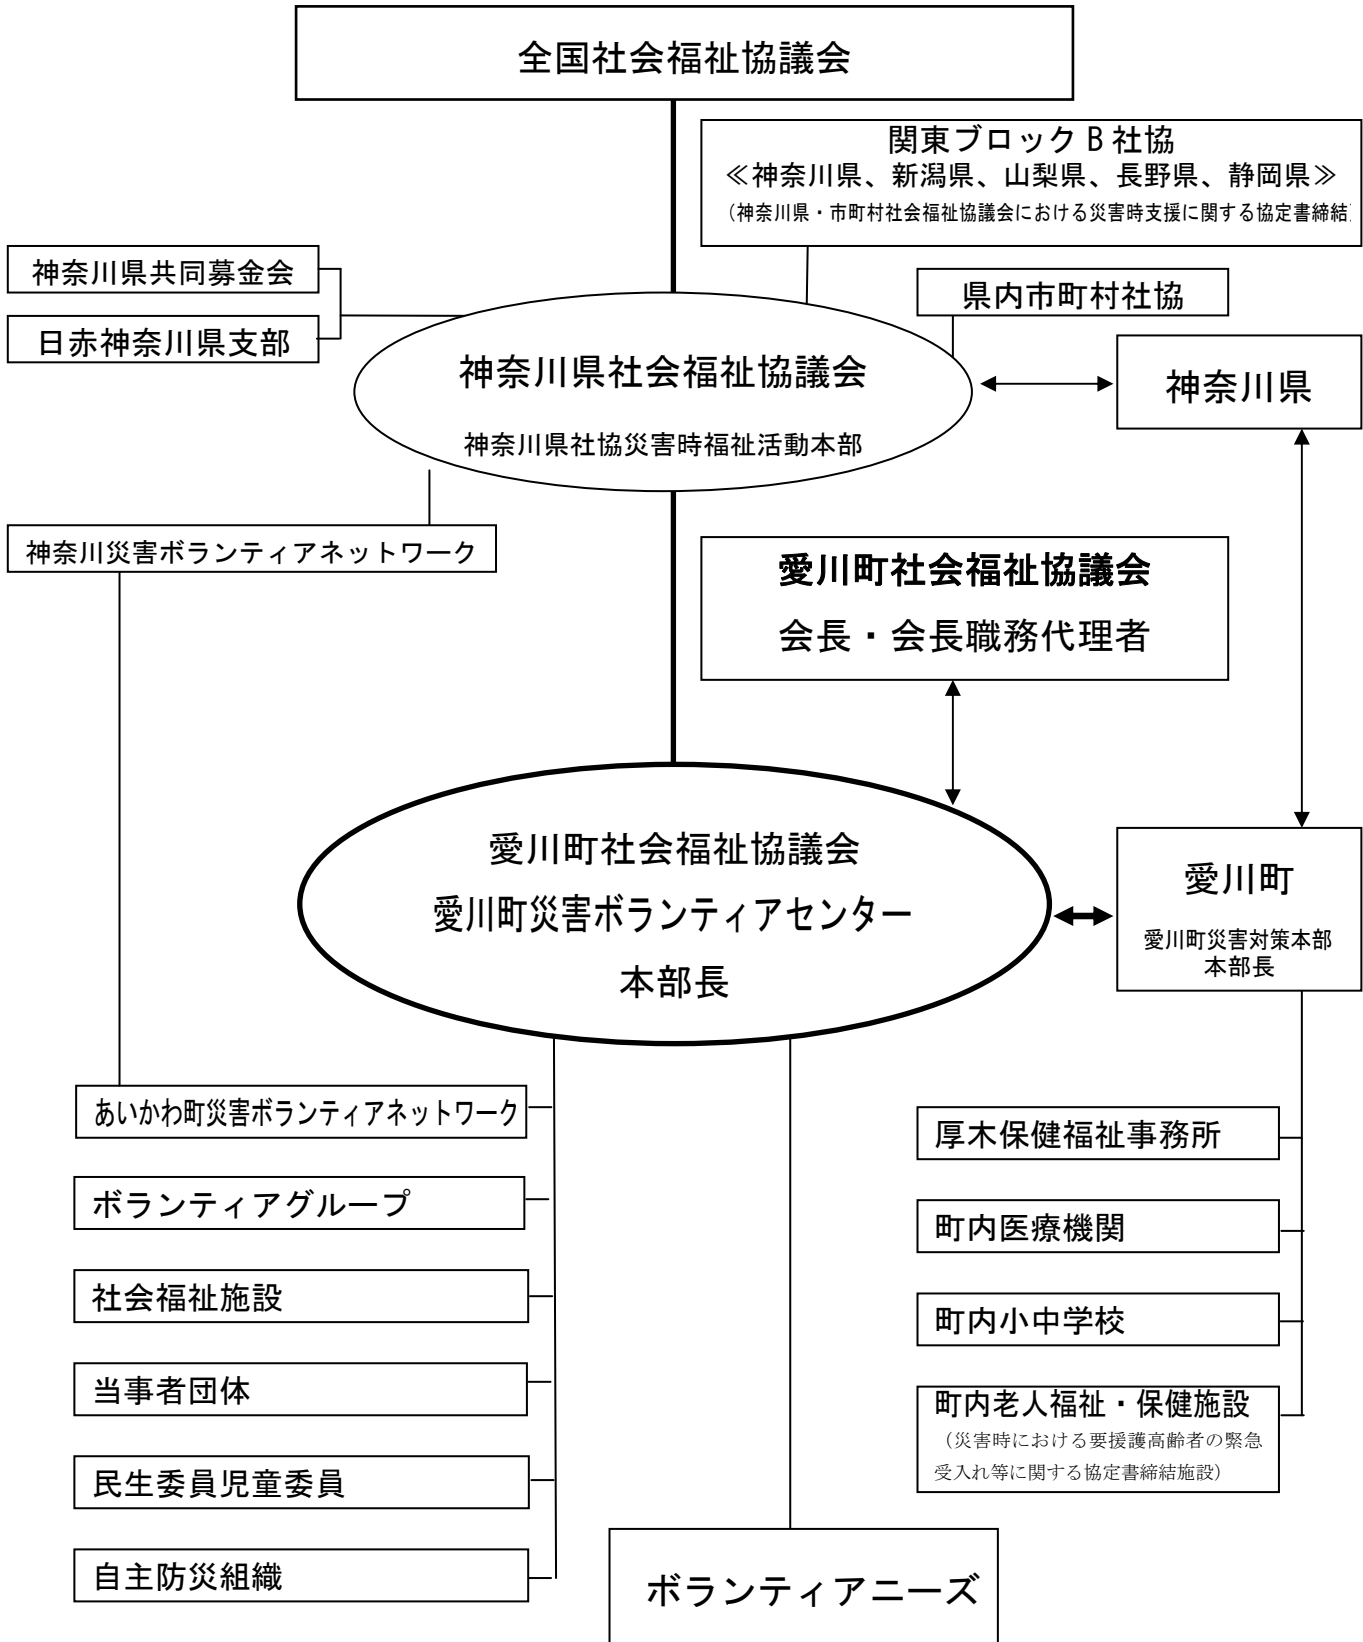 全国社会福祉協議会
関東ブロックB社協
≪神奈川県、新潟県、山梨県、長野県、静岡県≫
（神奈川県・市町村社会福祉協議会における災害時支援に関する協定書締結）
神奈川県共同募金会
県内市町村社協
日赤神奈川県支部
神奈川県社会福祉協議会
神奈川県社協災害時福祉活動本部
神奈川県
神奈川災害ボランティアネットワーク
愛川町社会福祉協議会
会長・会長職務代理者
愛川町社会福祉協議会
愛川町災害ボランティアセンター
本部長
愛川町
愛川町災害対策本部
本部長
あいかわ町災害ボランティアネットワーク
ボランティアグループ
社会福祉施設
当事者団体
民生委員児童委員
自主防災組織
厚木保健福祉事務所
町内医療機関
町内小中学校
町内老人福祉・保健施設
（災害時における要援護高齢者の緊急
受入れ等に関する協定書締結施設）
ボランティアニーズ